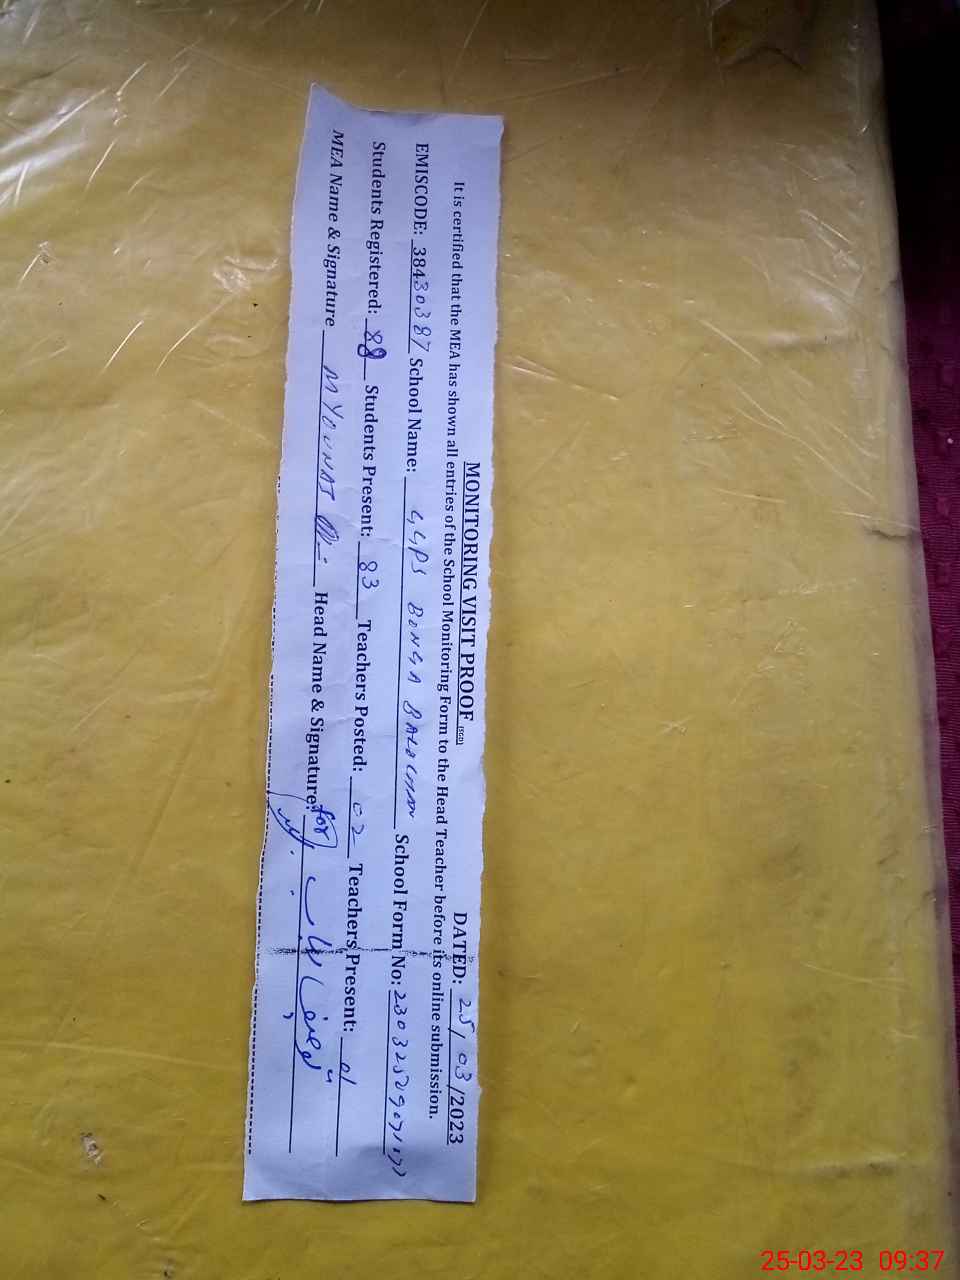 MONITORING VISIT PROOF (SED) DATED: 25/03/2023
It is certified that the MEA has shown all entries of the School Monitoring Form to the Head Teacher before its online submission.
EMISCODE: 38430387 School Name: GGPS BONGA BALOCHAN School Form No:
Students Registered: 88 Students Present: 83 Teachers Posted: 02 Teachers Present: 01
MEA Name & Signature M YOUNAS Head Name & Signature: for
25-03-23 09:37